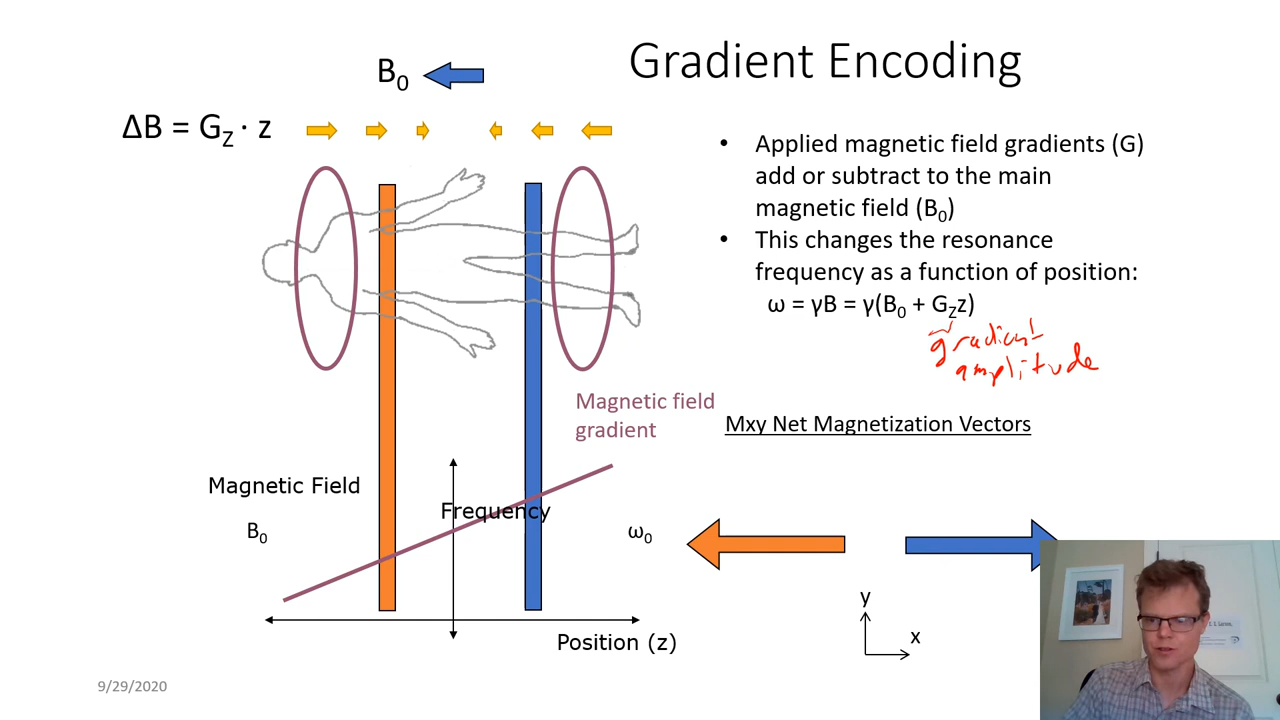 Gradient Encoding
B₀
ΔB = G_Z · z
• Applied magnetic field gradients (G)
add or subtract to the main
magnetic field (B₀)
• This changes the resonance
frequency as a function of position:
ω = γB = γ(B₀ + G_Zz)
gradient
amplitude
Magnetic field
gradient
Mxy Net Magnetization Vectors
Magnetic Field
Frequency
B₀
ω₀
y
x
Position (z)
9/29/2020